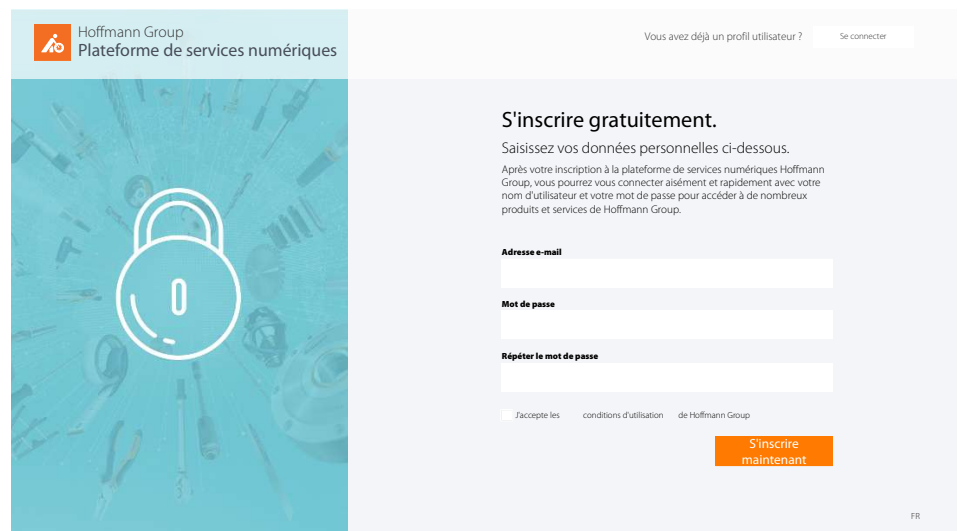 Hoffmann Group
Plateforme de services numériques
Vous avez déjà un profil utilisateur ?
Se connecter
S'inscrire gratuitement.
Saisissez vos données personnelles ci-dessous.
Après votre inscription à la plateforme de services numériques Hoffmann
Group, vous pourrez vous connecter aisément et rapidement avec votre
nom d'utilisateur et votre mot de passe pour accéder à de nombreux
produits et services de Hoffmann Group.
Adresse e-mail
Mot de passe
Répéter le mot de passe
J'accepte les conditions d'utilisation de Hoffmann Group
S'inscrire
maintenant
FR